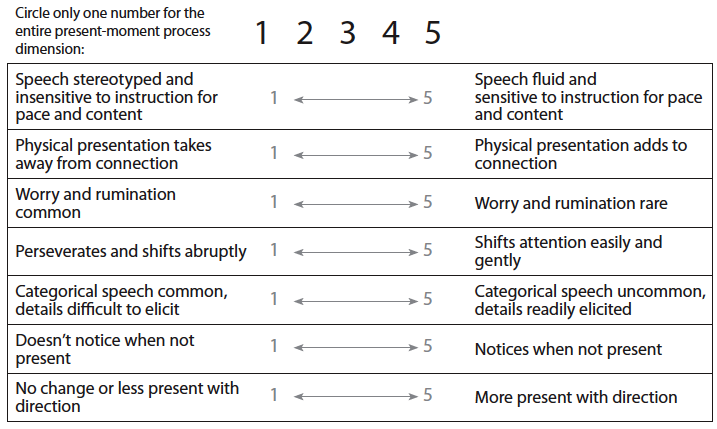 Circle only one number for the
entire present-moment process
dimension:
1 2 3 4 5
Speech stereotyped and
insensitive to instruction for
pace and content
1 5
Speech fluid and
sensitive to instruction for pace
and content
Physical presentation takes
away from connection
1 5
Physical presentation adds to
connection
Worry and rumination
common
1 5
Worry and rumination rare
Perseverates and shifts abruptly
1 5
Shifts attention easily and
gently
Categorical speech common,
details difficult to elicit
1 5
Categorical speech uncommon,
details readily elicited
Doesn’t notice when not
present
1 5
Notices when not present
No change or less present with
direction
1 5
More present with direction